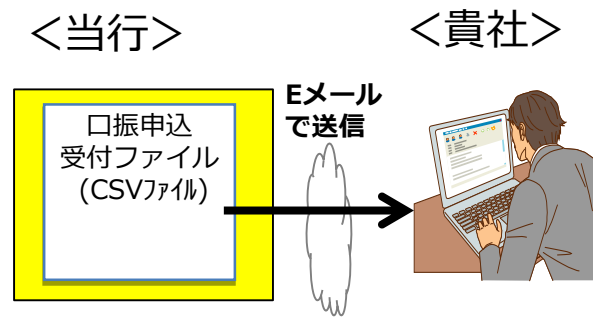 ＜当行＞
＜貴社＞
Eメール
で送信
口振申込
受付ファイル
(CSVﾌｧｲﾙ)